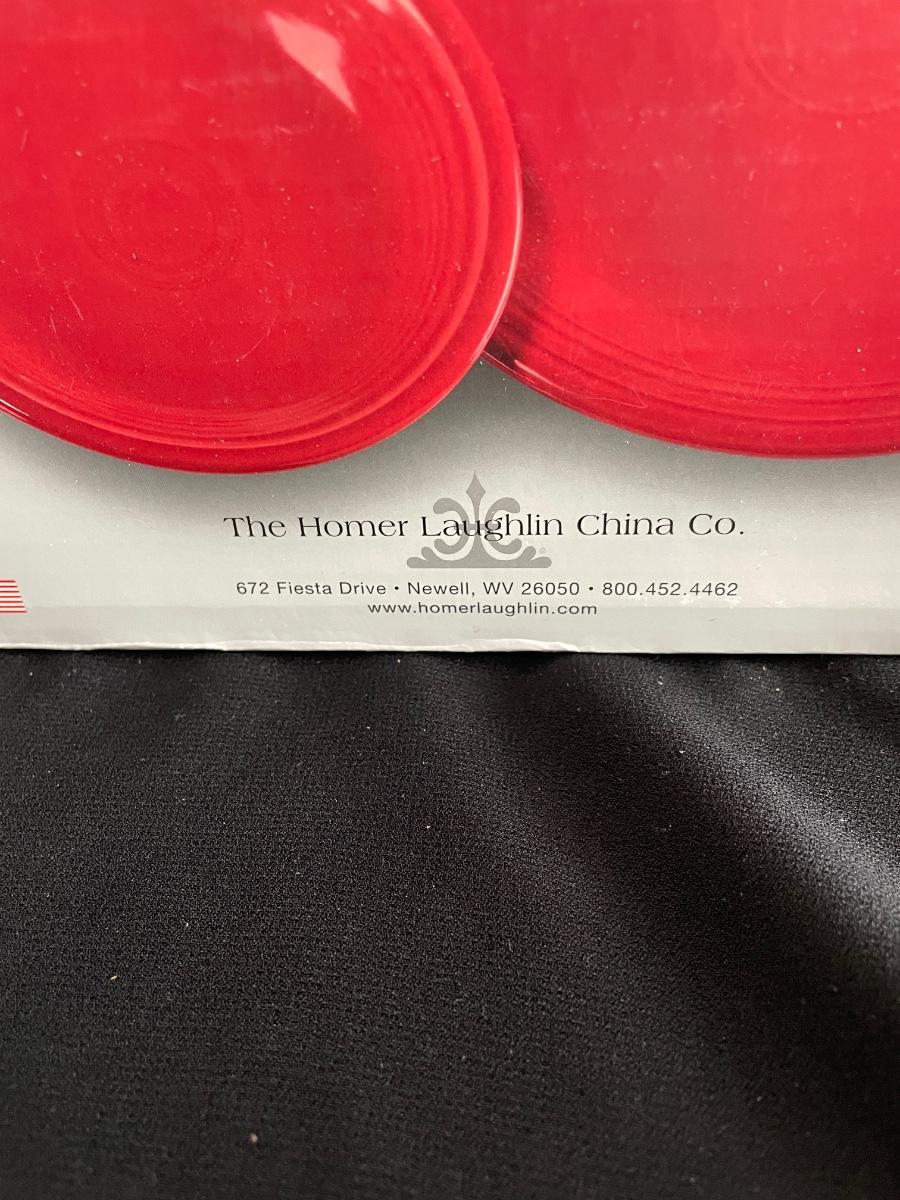 The Homer Laughlin China Co.
672 Fiesta Drive • Newell, WV 26050 • 800.452.4462
www.homerlaughlin.com